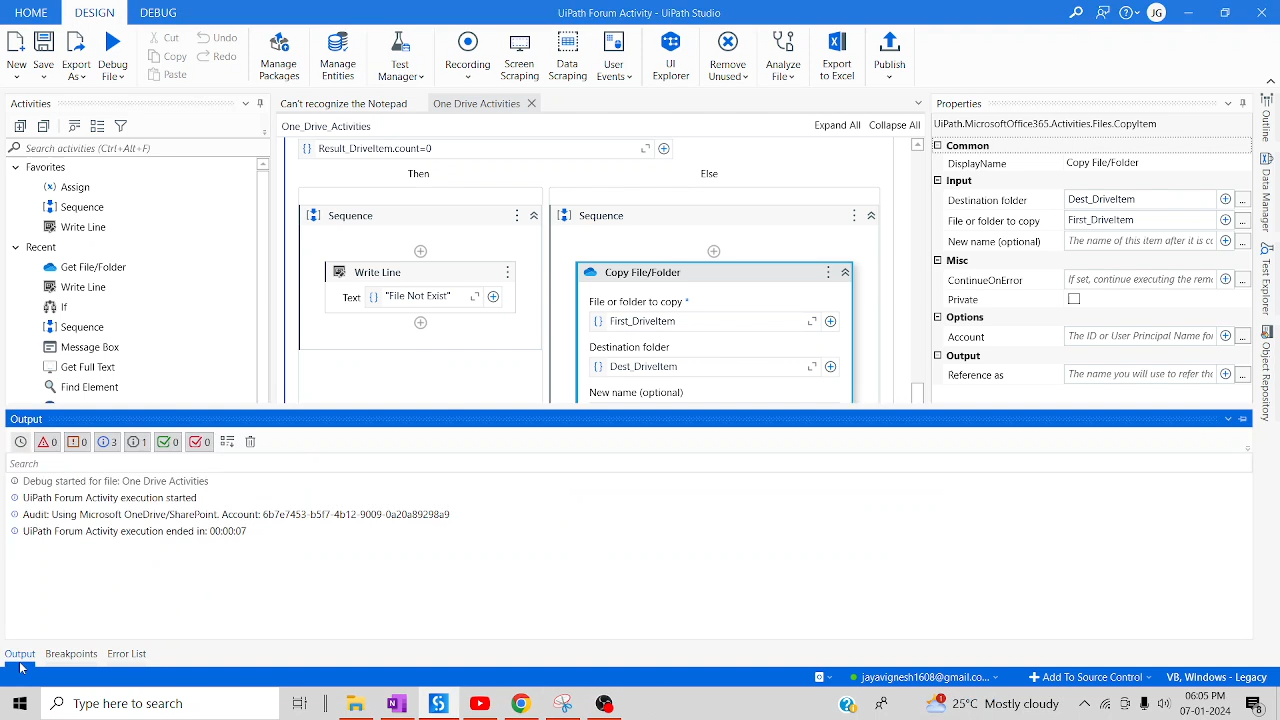 HOME
DESIGN
DEBUG
UiPath Forum Activity - UiPath Studio
JG
New
Save
Export As
Debug File
Cut
Copy
Paste
Undo
Redo
Manage Packages
Manage Entities
Test Manager
Recording
Screen Scraping
Data Scraping
User Events
UI Explorer
Remove Unused
Analyze File
Export to Excel
Publish
Activities
Search activities (Ctrl+Alt+F)
Favorites
Assign
Sequence
Write Line
Recent
Get File/Folder
Write Line
If
Sequence
Message Box
Get Full Text
Find Element
Can't recognize the Notepad
One Drive Activities
One_Drive_Activities
Expand All
Collapse All
Result_DriveItem.count=0
Then
Else
Sequence
Write Line
Text
"File Not Exist"
Sequence
Copy File/Folder
File or folder to copy *
First_DriveItem
Destination folder
Dest_DriveItem
New name (optional)
Properties
UiPath.MicrosoftOffice365.Activities.Files.CopyItem
Common
DisplayName Copy File/Folder
Input
Destination folder Dest_DriveItem ...
File or folder to copy First_DriveItem ...
New name (optional) The name of this item after it is co ...
Misc
ContinueOnError If set, continue executing the rema ...
Private
Options
Account The ID or User Principal Name for ...
Output
Reference as The name you will use to refer tha ...
Outline
Data Manager
Test Explorer
Object Repository
Output
0 0 3 1 0 0
Search
Debug started for file: One Drive Activities
UiPath Forum Activity execution started
Audit: Using Microsoft OneDrive/SharePoint. Account: 6b7e7453-b5f7-4b12-9009-0a20a89298a9
UiPath Forum Activity execution ended in: 00:00:07
Output
Breakpoints
Error List
jayavignesh1608@gmail.co...
Add To Source Control
VB, Windows - Legacy
Type here to search
25°C Mostly cloudy
06:05 PM
07-01-2024